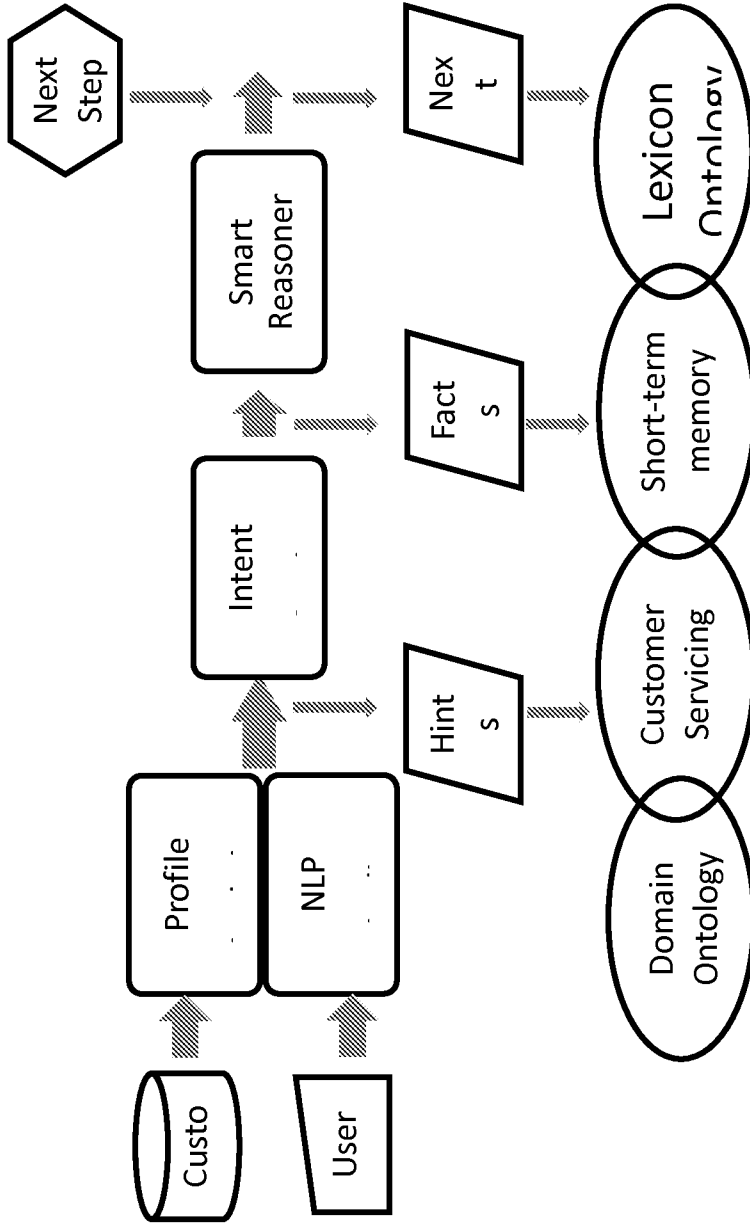 Next
Step
Custo
Profile
Intent
Smart
Reasoner
User
NLP
Hint
s
Fact
s
Nex
t
Domain
Ontology
Customer
Servicing
Short-term
memory
Lexicon
Ontology